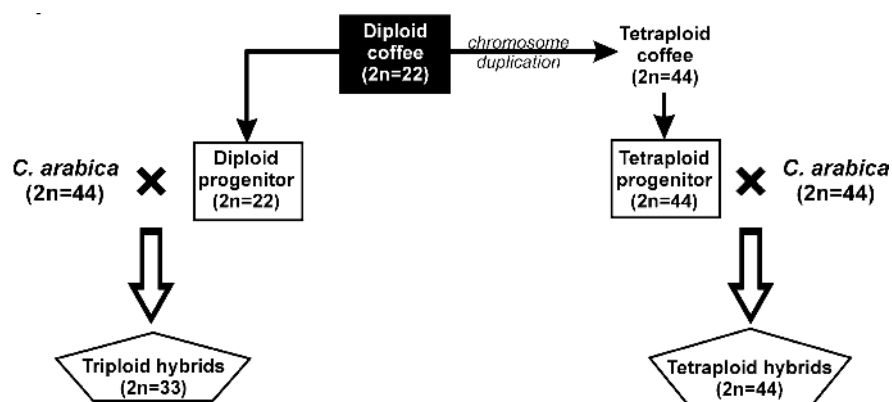 Diploid
coffee
(2n=22)
chromosome
duplication
Tetraploid
coffee
(2n=44)
C. arabica
(2n=44)
Diploid
progenitor
(2n=22)
Tetraploid
progenitor
(2n=44)
C. arabica
(2n=44)
Triploid hybrids
(2n=33)
Tetraploid hybrids
(2n=44)